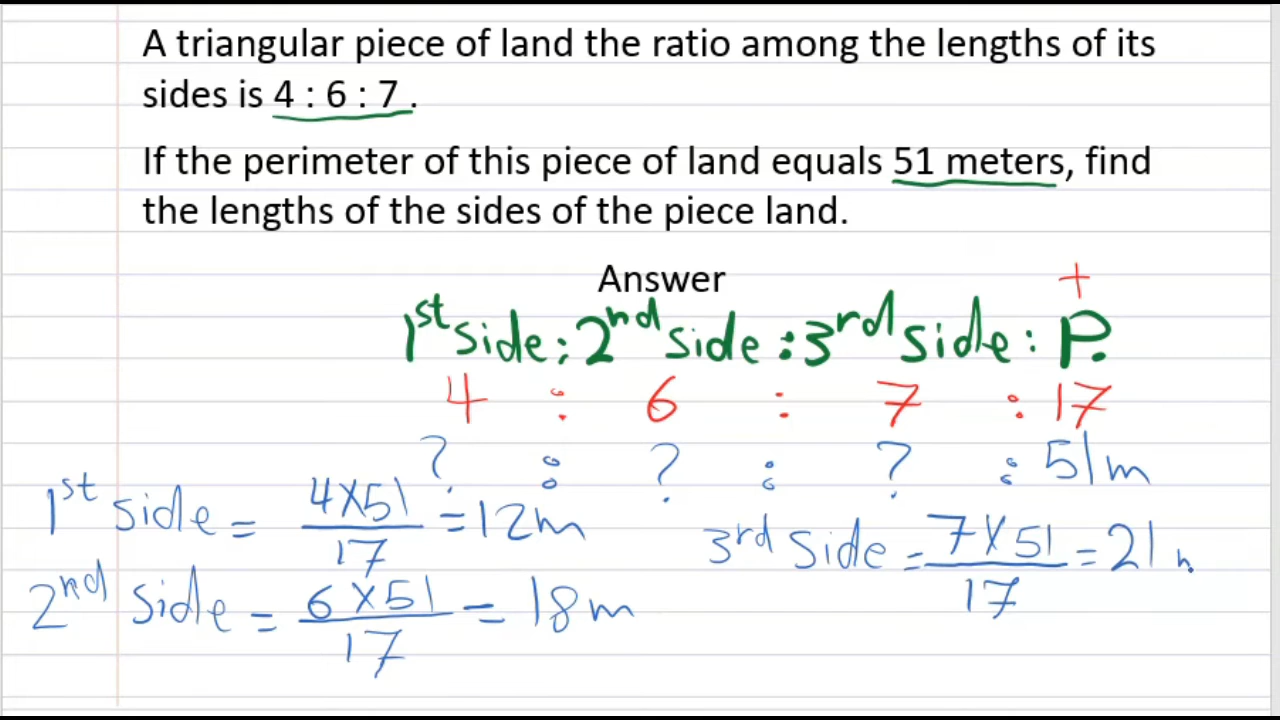 A triangular piece of land the ratio among the lengths of its
sides is 4 : 6 : 7 .
If the perimeter of this piece of land equals 51 meters, find
the lengths of the sides of the piece land.
Answer
+
1st side : 2nd side : 3rd side : P.
4 : 6 : 7 : 17
? : ? : ? : 51m
1st side = 4×51/17 = 12m
2nd side = 6×51/17 = 18m
3rd side = 7×51/17 = 21